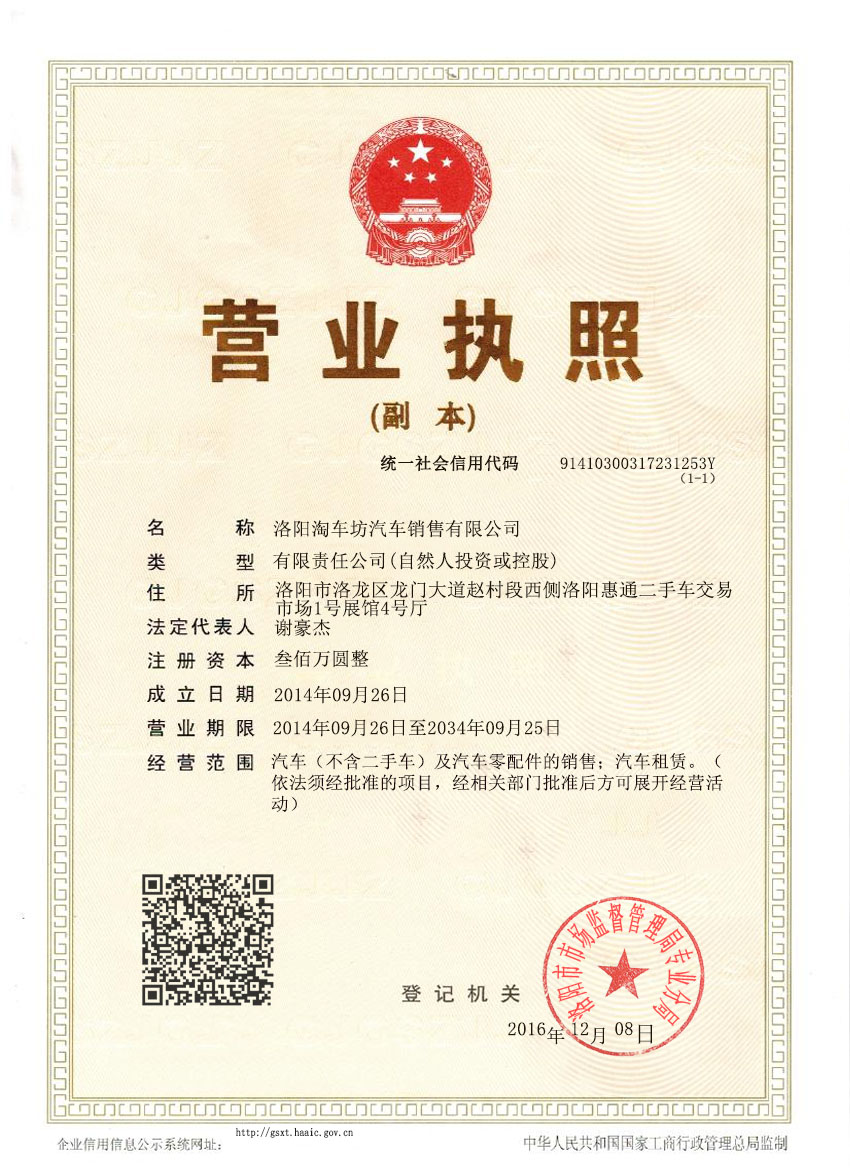 营业执照
(副 本)
统一社会信用代码 91410300317231253Y
(1-1)
名称 洛阳淘车坊汽车销售有限公司
类型 有限责任公司(自然人投资或控股)
住所 洛阳市洛龙区龙门大道赵村段西侧洛阳惠通二手车交易
市场1号展馆4号厅
法定代表人 谢豪杰
注册资本 叁佰万圆整
成立日期 2014年09月26日
营业期限 2014年09月26日至2034年09月25日
经营范围 汽车（不含二手车）及汽车零配件的销售；汽车租赁。（
依法须经批准的项目，经相关部门批准后方可展开经营活
动）
洛阳市市场监督管理局专业分局
登记机关
2016年12月08日
企业信用信息公示系统网址： http://gsxt.haaic.gov.cn
中华人民共和国国家工商行政管理总局监制